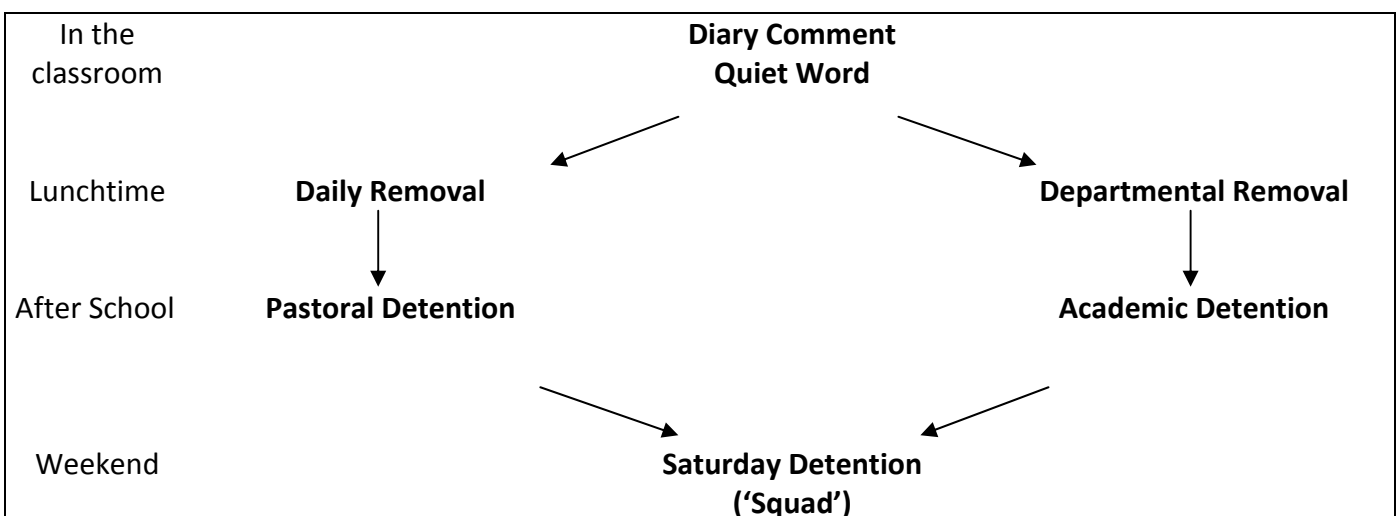 In the Diary Comment
classroom Quiet Word
Lunchtime Daily Removal Departmental Removal
After School Pastoral Detention Academic Detention
Weekend Saturday Detention
(‘Squad’)